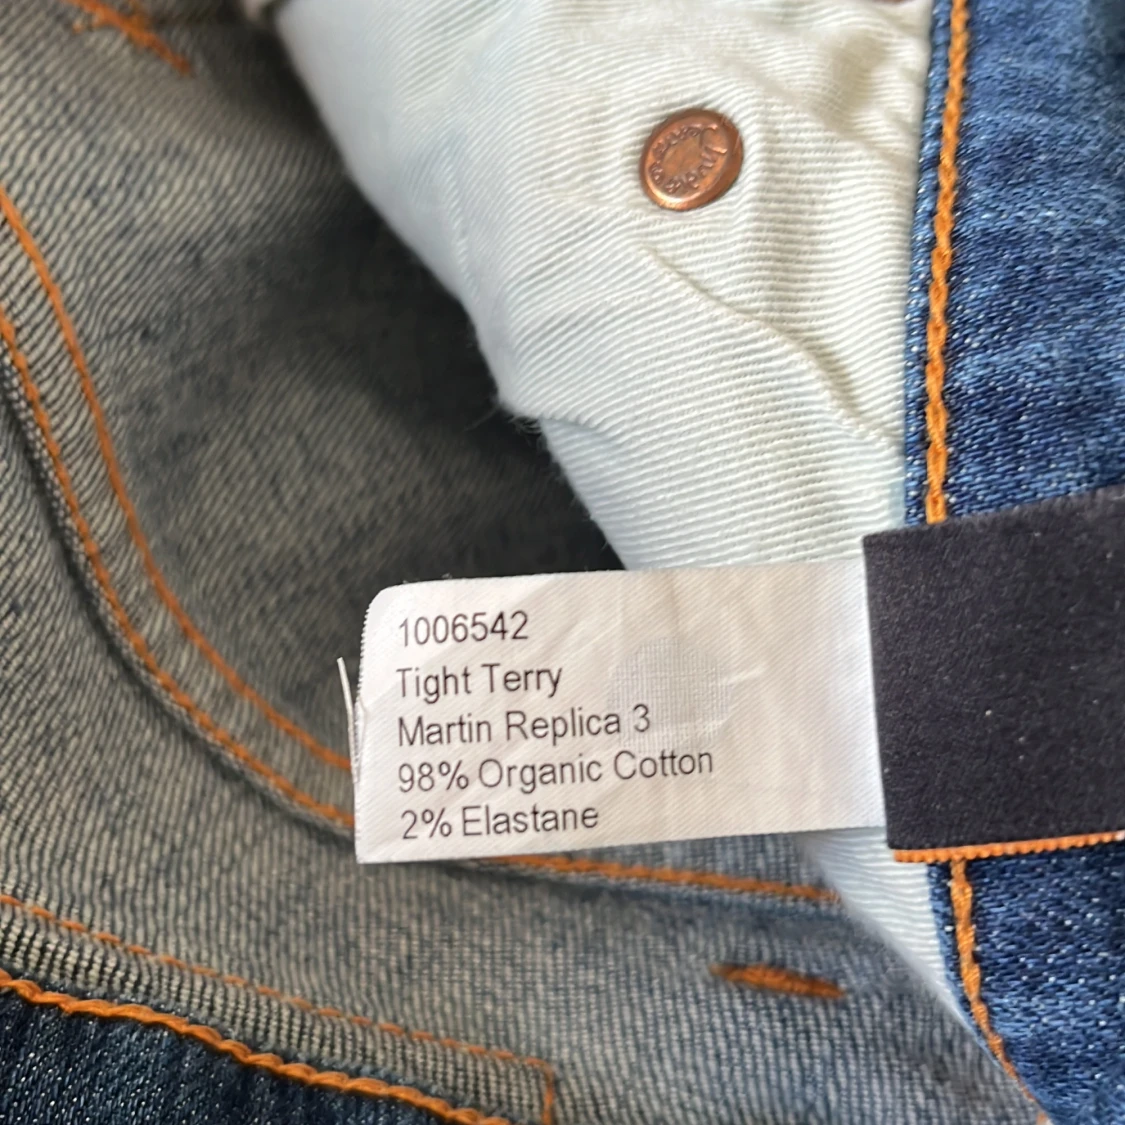 1006542
Tight Terry
Martin Replica 3
98% Organic Cotton
2% Elastane